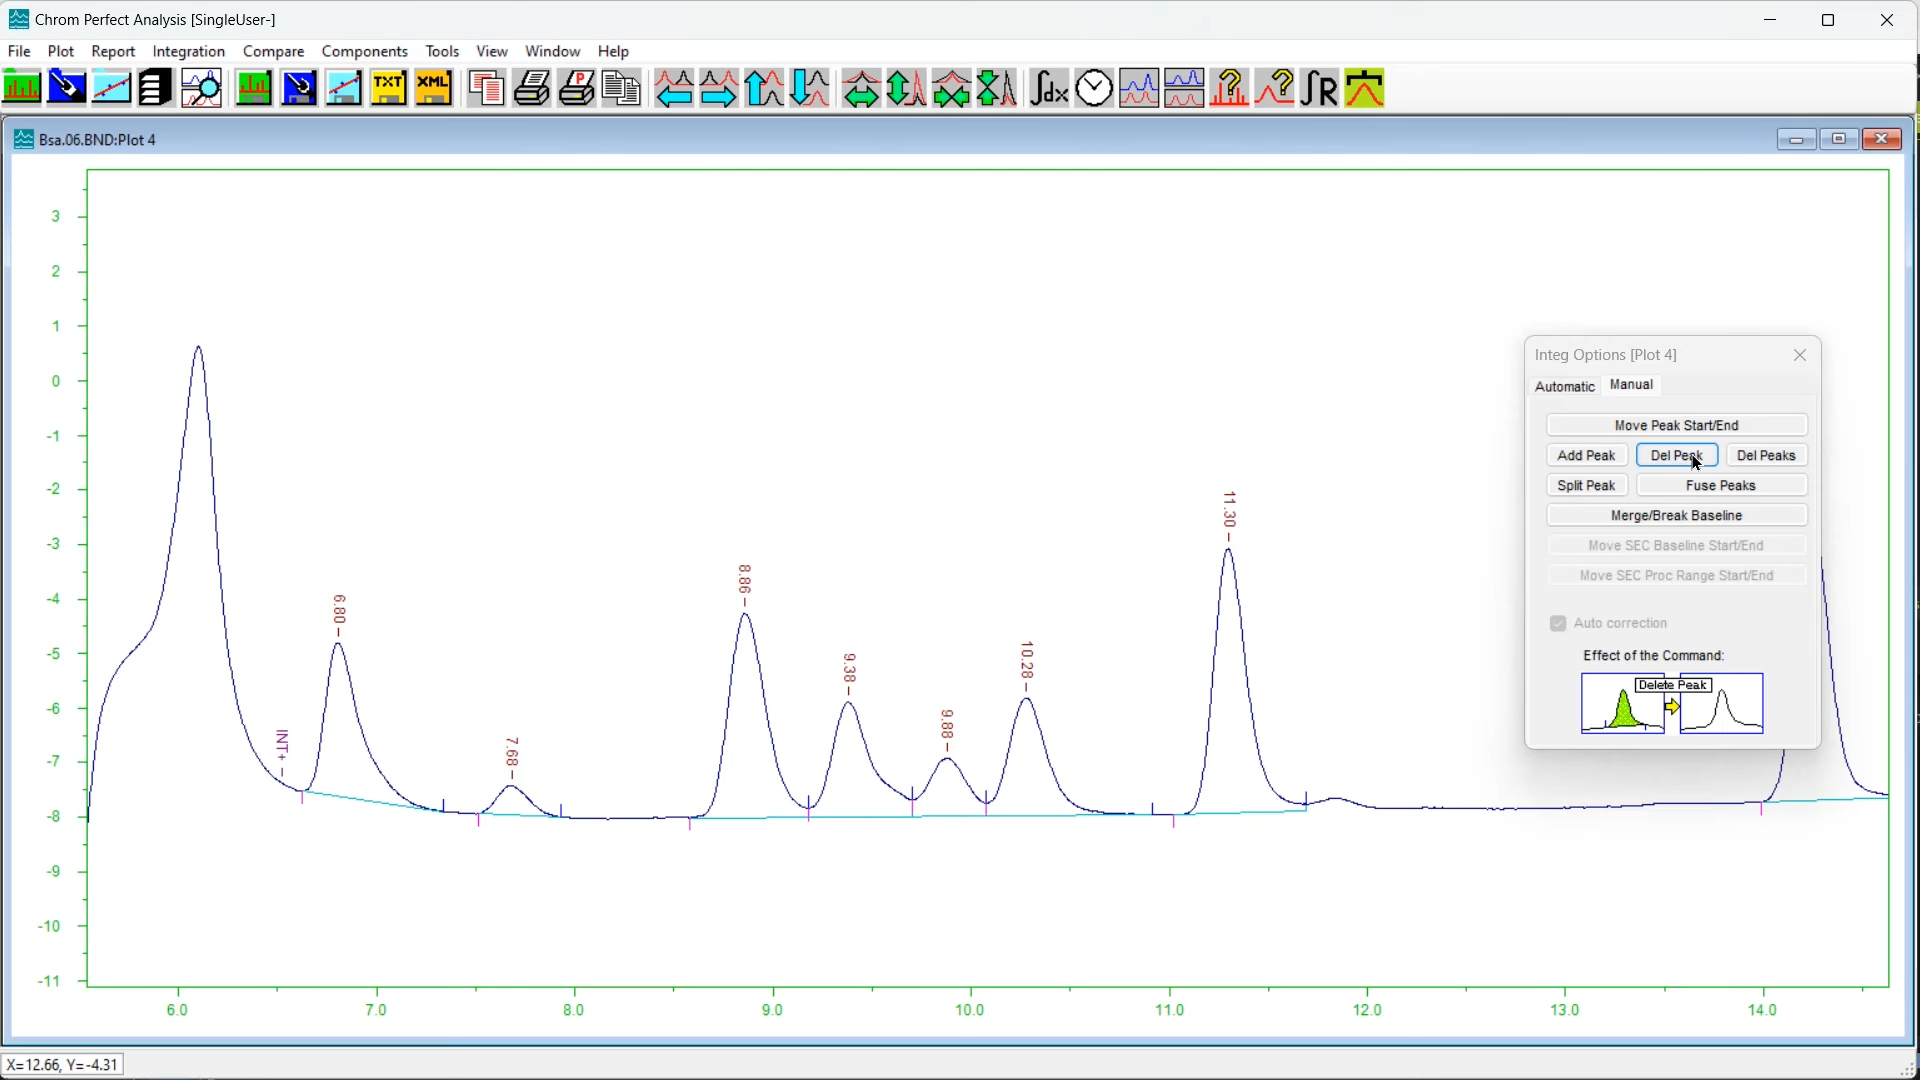 Chrom Perfect Analysis [SingleUser-]
File Plot Report Integration Compare Components Tools View Window Help
TXT XML P ∫dx ? ? ∫R
Bsa.06.BND:Plot 4
3
2
1
0
-1
-2
-3
-4
-5
-6
-7
-8
-9
-10
-11
INT+
6.80
7.68
8.86
9.38
9.88
10.28
11.30
6.0 7.0 8.0 9.0 10.0 11.0 12.0 13.0 14.0
Integ Options [Plot 4]
Automatic Manual
Move Peak Start/End
Add Peak Del Peak Del Peaks
Split Peak Fuse Peaks
Merge/Break Baseline
Move SEC Baseline Start/End
Move SEC Proc Range Start/End
Auto correction
Effect of the Command:
Delete Peak
X=12.66, Y=-4.31